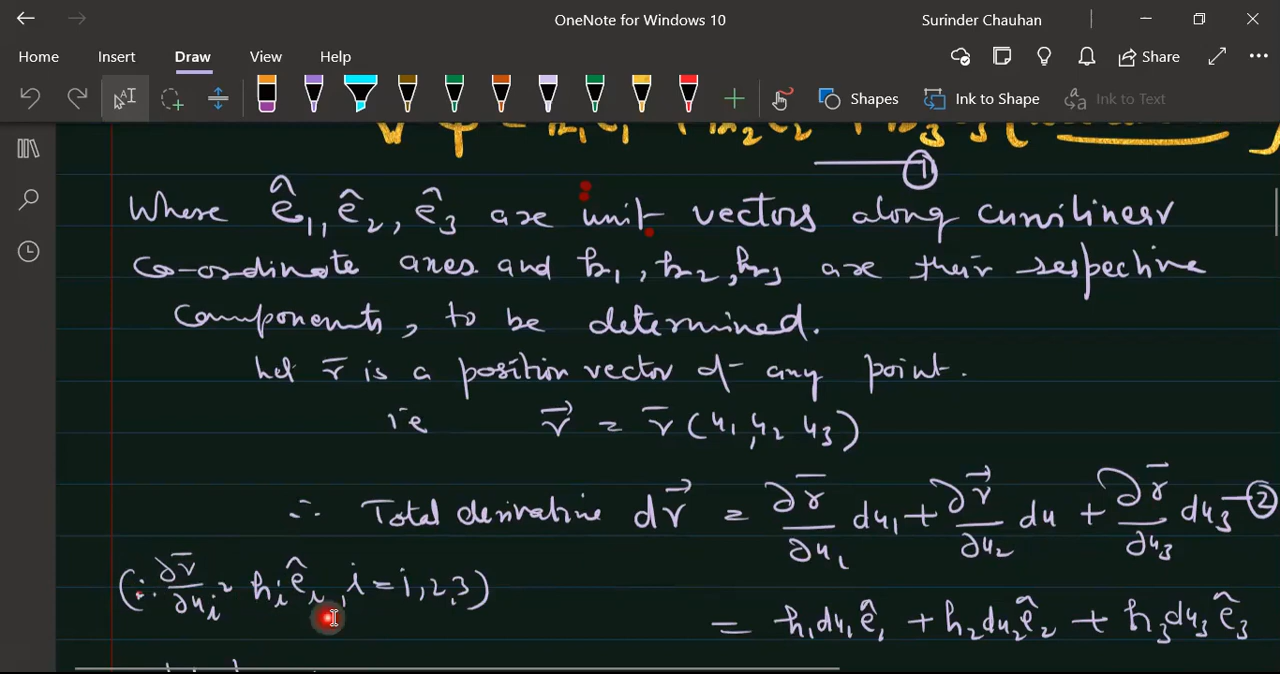 OneNote for Windows 10
Surinder Chauhan
Home Insert Draw View Help
Share
Shapes Ink to Shape Ink to Text
①
Where ê₁, ê₂, ê₃ are unit vectors along curvilinear
co-ordinate axes and h₁, h₂, h₃ are their respective
components, to be determined.
Let r̅ is a position vector of any point.
ie r⃗ = r̅ (u₁, u₂ u₃)
∴ Total derivative dr⃗ = ∂r̅/∂u₁ du₁ + ∂r⃗/∂u₂ du + ∂r̅/∂u₃ du₃ —②
(∵ ∂r̅/∂uᵢ = hᵢ êᵢ, i = 1, 2, 3)
= h₁du₁ê₁ + h₂du₂ê₂ + h₃du₃ê₃